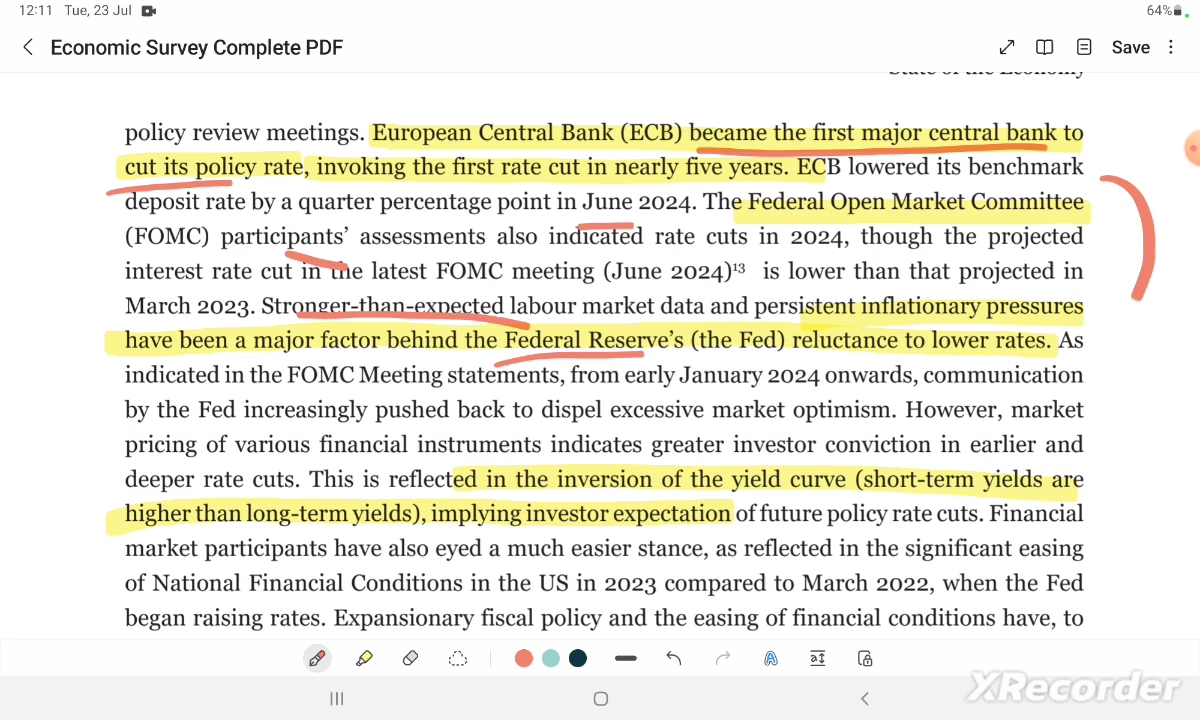 12:11 Tue, 23 Jul
64%
Economic Survey Complete PDF
Save
State of the Economy
policy review meetings. European Central Bank (ECB) became the first major central bank to
cut its policy rate, invoking the first rate cut in nearly five years. ECB lowered its benchmark
deposit rate by a quarter percentage point in June 2024. The Federal Open Market Committee
(FOMC) participants’ assessments also indicated rate cuts in 2024, though the projected
interest rate cut in the latest FOMC meeting (June 2024)¹³ is lower than that projected in
March 2023. Stronger-than-expected labour market data and persistent inflationary pressures
have been a major factor behind the Federal Reserve’s (the Fed) reluctance to lower rates. As
indicated in the FOMC Meeting statements, from early January 2024 onwards, communication
by the Fed increasingly pushed back to dispel excessive market optimism. However, market
pricing of various financial instruments indicates greater investor conviction in earlier and
deeper rate cuts. This is reflected in the inversion of the yield curve (short-term yields are
higher than long-term yields), implying investor expectation of future policy rate cuts. Financial
market participants have also eyed a much easier stance, as reflected in the significant easing
of National Financial Conditions in the US in 2023 compared to March 2022, when the Fed
began raising rates. Expansionary fiscal policy and the easing of financial conditions have, to
XRecorder